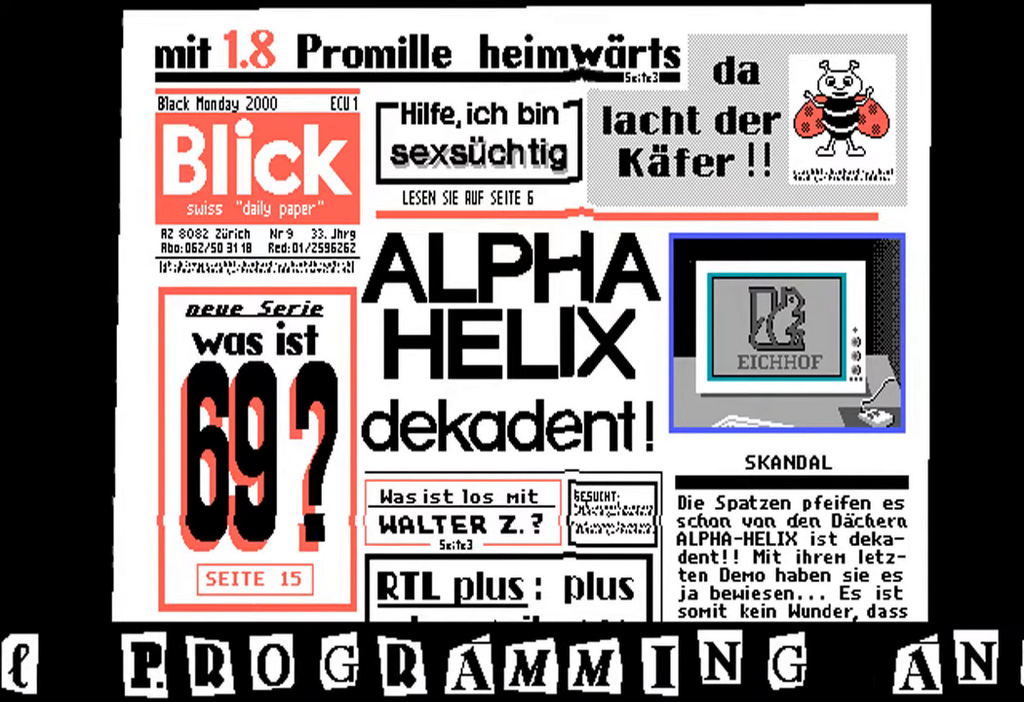 mit 1.8 Promille heimwärts
Seite3
da
lacht der
Käfer!!
Black Monday 2000 ECU 1
Blick
swiss "daily paper"
AZ 8082 Zürich Nr 9 33. Jhrg
Abo:062/50 31 18 Red:01/2596262
Hilfe, ich bin
sexsüchtig
LESEN SIE AUF SEITE 6
neue Serie
was ist
69?
SEITE 15
ALPHA
HELIX
dekadent!
EICHHOF
Was ist los mit
WALTER Z.?
Seite3
GESUCHT:
RTL plus: plus
SKANDAL
Die Spatzen pfeifen es
schon von den Dächern
ALPHA-HELIX ist deka-
dent!! Mit ihrem letz-
ten Demo haben sie es
ja bewiesen... Es ist
somit kein Wunder, dass
l PROGRAMMING AN